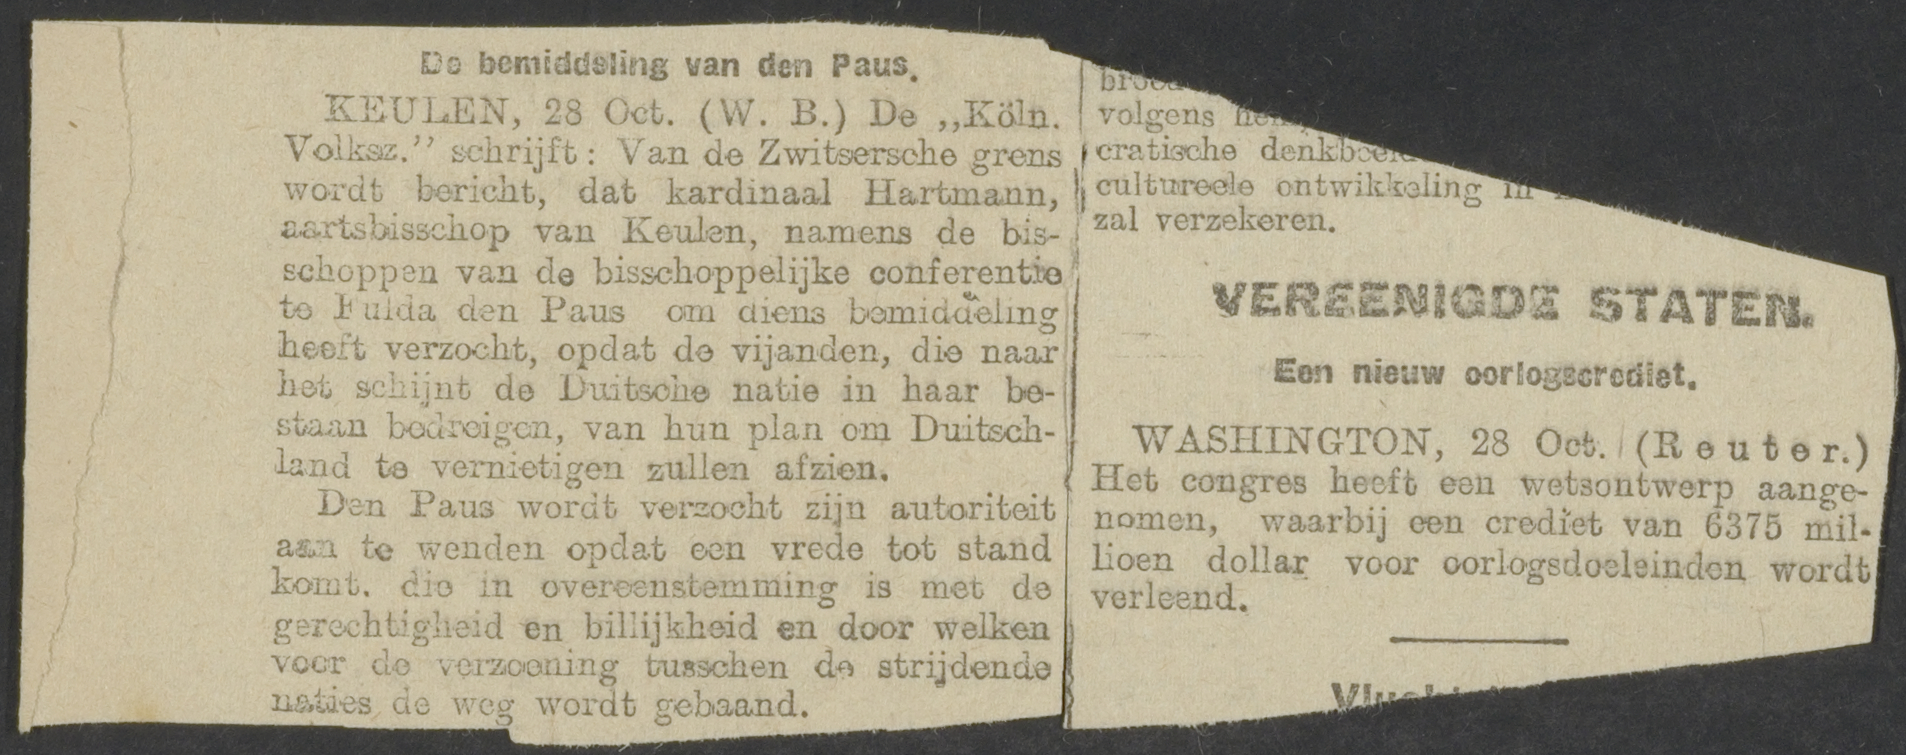 De bemiddeling van den Paus.
KEULEN, 28 Oct. (W. B.) De „Köln.
Volksz.” schrijft: Van de Zwitsersche grens
wordt bericht, dat kardinaal Hartmann,
aartsbisschop van Keulen, namens de bis-
schoppen van de bisschoppelijke conferentie
te Fulda den Paus om diens bemiddeling
heeft verzocht, opdat de vijanden, die naar
het schijnt de Duitsche natie in haar be-
staan bedreigen, van hun plan om Duitsch-
land te vernietigen zullen afzien.
Den Paus wordt verzocht zijn autoriteit
aan te wenden opdat een vrede tot stand
komt. die in overeenstemming is met de
gerechtigheid en billijkheid en door welken
voor de verzoening tusschen de strijdende
naties de weg wordt gebaand.
volgens
cratische
cultureele ontwikkeling in
zal verzekeren.
VEREENIGDE STATEN.
Een nieuw oorlogscrediet.
WASHINGTON, 28 Oct. (Reuter.)
Het congres heeft een wetsontwerp aange-
nomen, waarbij een crediet van 6375 mil-
lioen dollar voor oorlogsdoeleinden wordt
verleend.